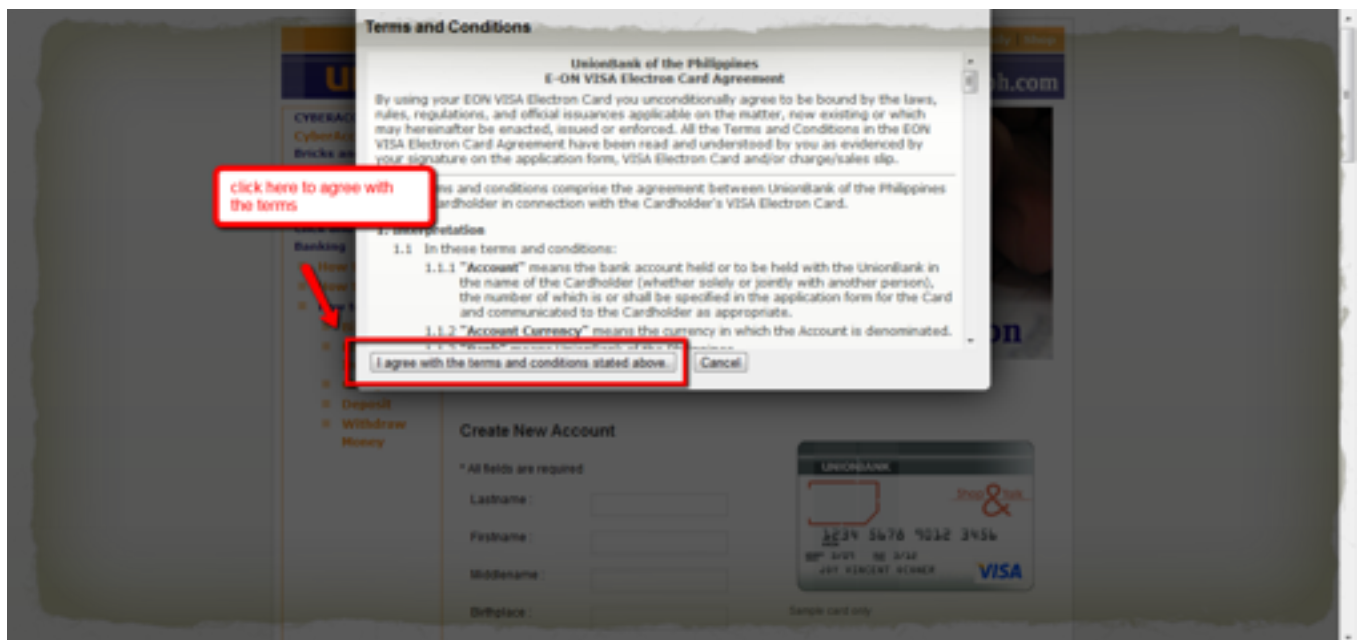 Terms and Conditions
UnionBank of the Philippines
E-ON VISA Electron Card Agreement
By using your EON VISA Electron Card you unconditionally agree to be bound by the laws,
rules, regulations, and official issuances applicable on the matter, now existing or which
may hereinafter be enacted, issued or enforced. All the Terms and Conditions in the EON
VISA Electron Card Agreement have been read and understood by you as evidenced by
your signature on the application form, VISA Electron Card and/or charge/sales slip.
click here to agree with
the terms
and conditions comprise the agreement between UnionBank of the Philippines
in connection with the Cardholder's VISA Electron Card.
1. Interpretation
1.1 In these terms and conditions:
1.1.1 "Account" means the bank account held or to be held with the UnionBank in
the name of the Cardholder (whether solely or jointly with another person),
the number of which is or shall be specified in the application form for the Card
and communicated to the Cardholder as appropriate.
1.1.2 "Account Currency" means the currency in which the Account is denominated.
I agree with the terms and conditions stated above.
Cancel
ph.com
Bricks
Banking
Deposit
Withdraw
Money
Create New Account
* All fields are required
Lastname :
Firstname :
Middlename :
Birthplace :
UNIONBANK
Shop & Talk
1234 5678 9012 3456
VISA
Sample card only